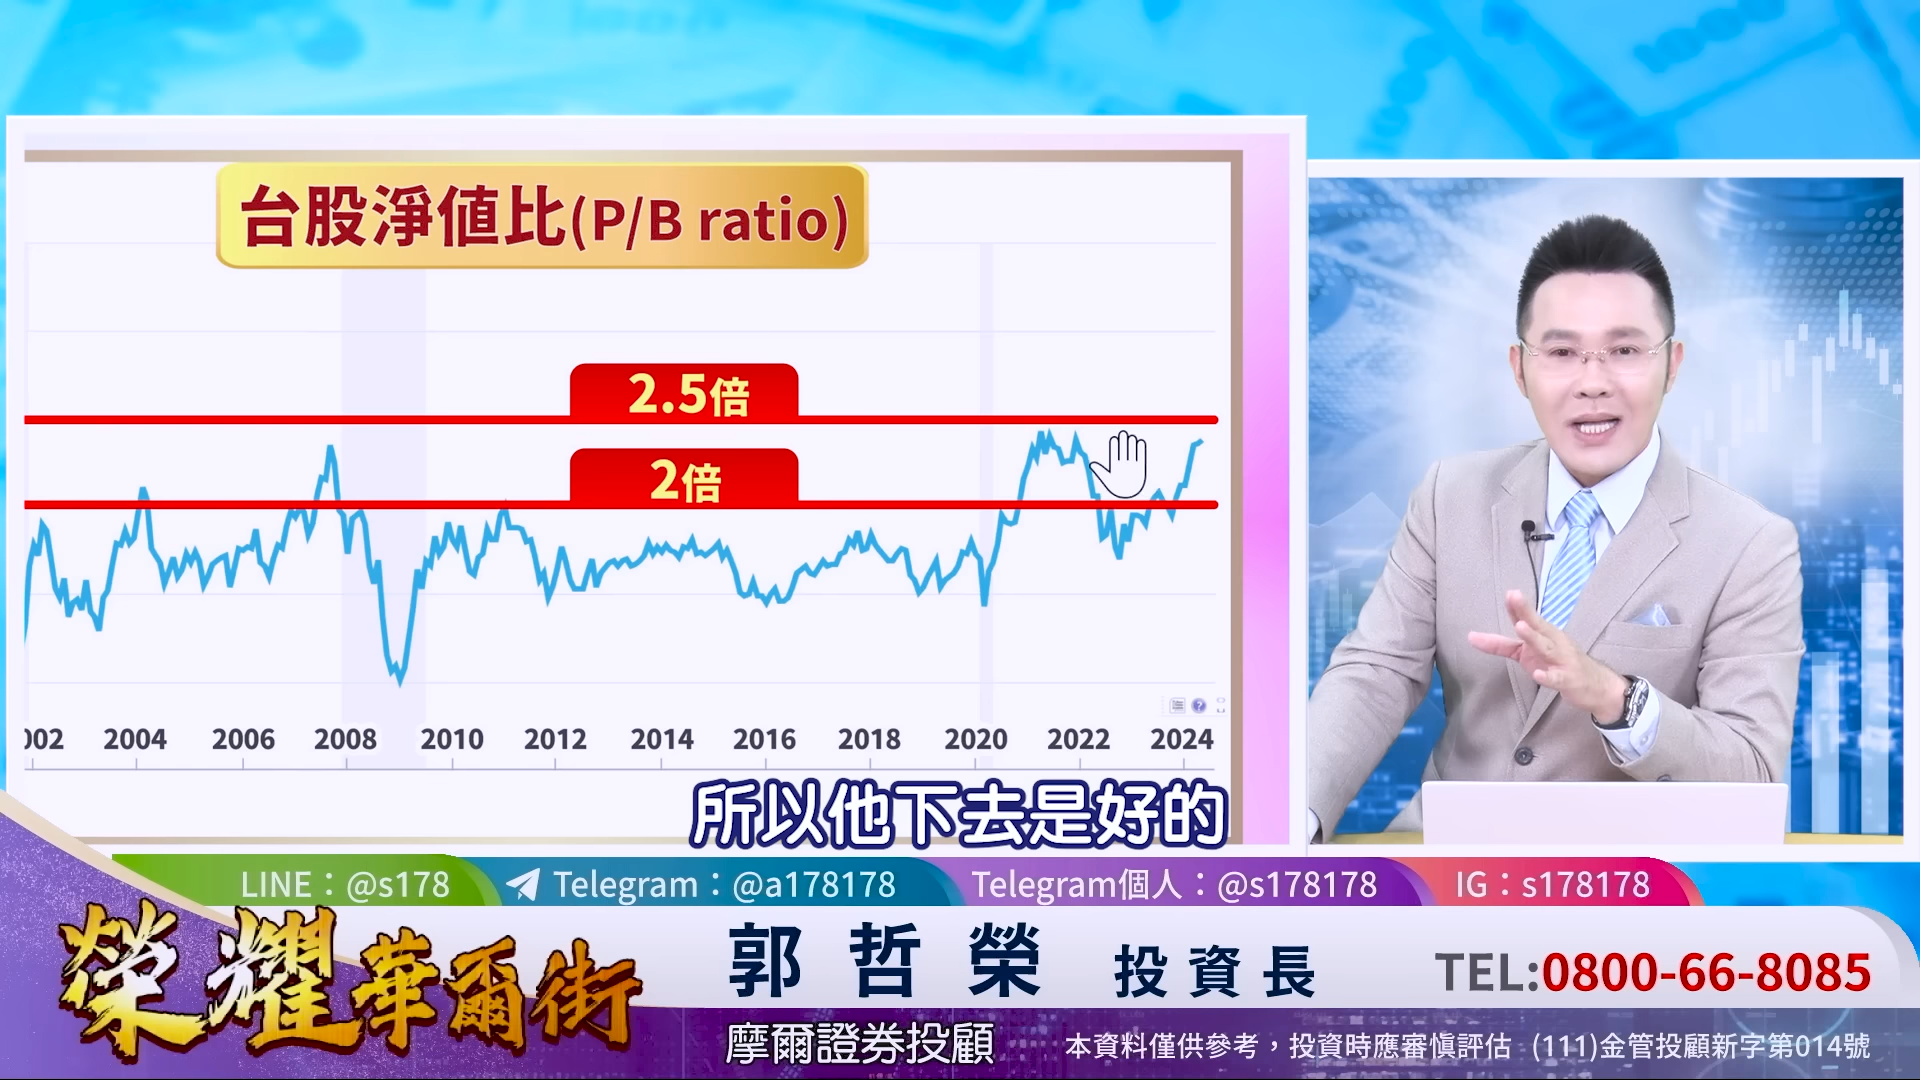 台股淨值比(P/B ratio)
2.5倍
2倍
2004 2006 2008 2010 2012 2014 2016 2018 2020 2022 2024
所以他下去是好的
LINE：@s178 Telegram：@a178178 Telegram個人：@s178178 IG：s178178
榮耀華爾街
郭哲榮 投資長 TEL:0800-66-8085
摩爾證券投顧 本資料僅供參考，投資時應審慎評估 (111)金管投顧新字第014號